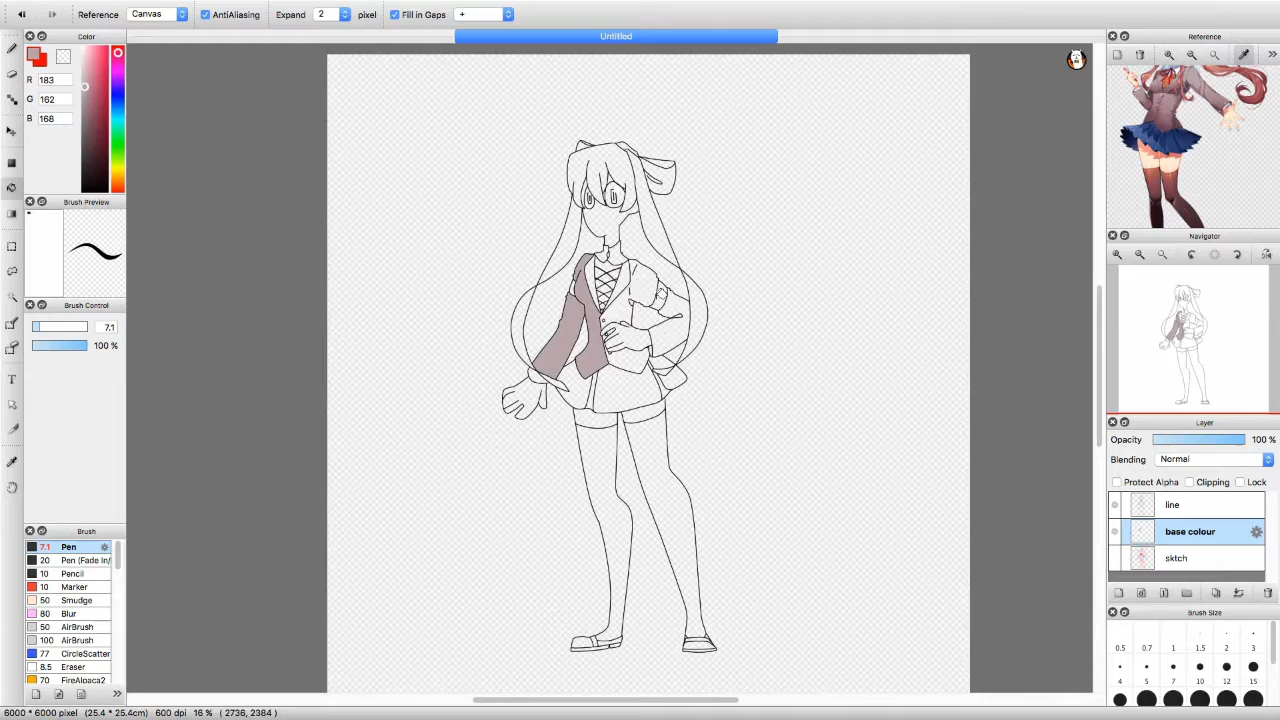 Reference Canvas AntiAliasing Expand 2 pixel Fill in Gaps +
Color
Untitled
Reference
R 183
G 162
B 168
Brush Preview
Navigator
Brush Control
7.1
100 %
Layer
Opacity 100 %
Blending Normal
Protect Alpha Clipping Lock
line
base colour
sktch
Brush
7.1 Pen
20 Pen (Fade In/
10 Pencil
10 Marker
50 Smudge
80 Blur
50 AirBrush
100 AirBrush
77 CircleScatter
8.5 Eraser
70 FireAlpaca2
Brush Size
0.5 0.7 1 1.5 2 3
4 5 7 10 12 15
6000 * 6000 pixel (25.4 * 25.4cm) 600 dpi 16 % ( 2736, 2384 )